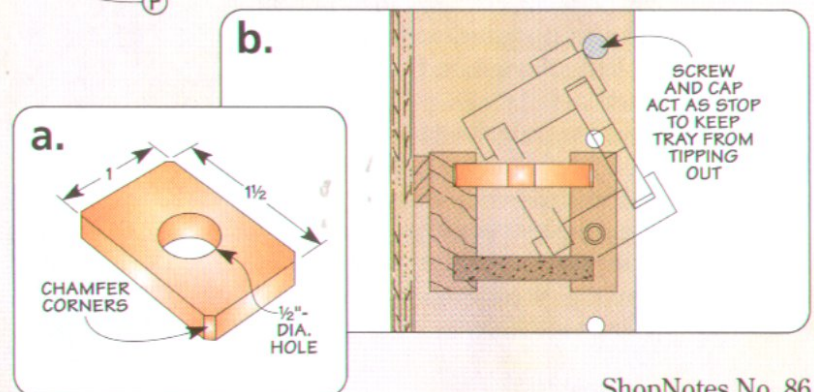 P
b.
SCREW
AND CAP
ACT AS STOP
TO KEEP
TRAY FROM
TIPPING
OUT
a.
1
1½
CHAMFER
CORNERS
½"-
DIA.
HOLE
ShopNotes No. 86